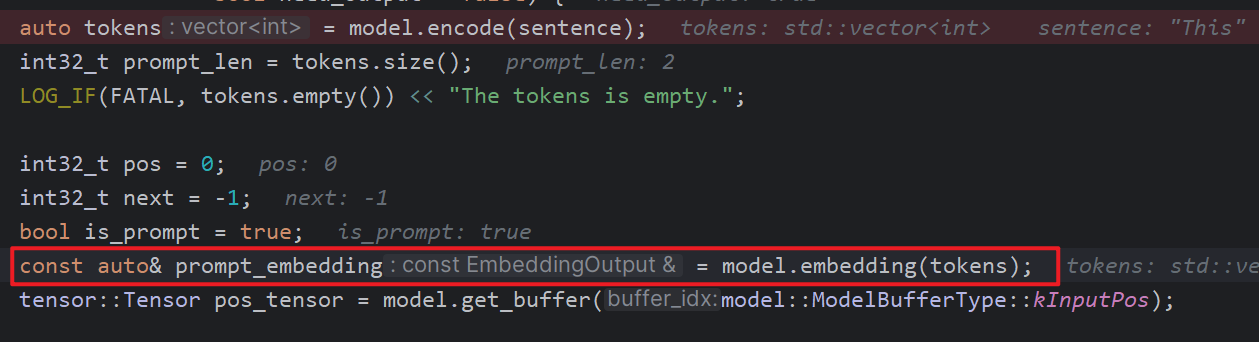 auto tokens : vector<int> = model.encode(sentence);   tokens: std::vector<int>   sentence: "This"
int32_t prompt_len = tokens.size();   prompt_len: 2
LOG_IF(FATAL, tokens.empty()) << "The tokens is empty.";
int32_t pos = 0;   pos: 0
int32_t next = -1;   next: -1
bool is_prompt = true;   is_prompt: true
const auto& prompt_embedding : const EmbeddingOutput & = model.embedding(tokens);   tokens: std::ve
tensor::Tensor pos_tensor = model.get_buffer( buffer_idx: model::ModelBufferType::kInputPos);